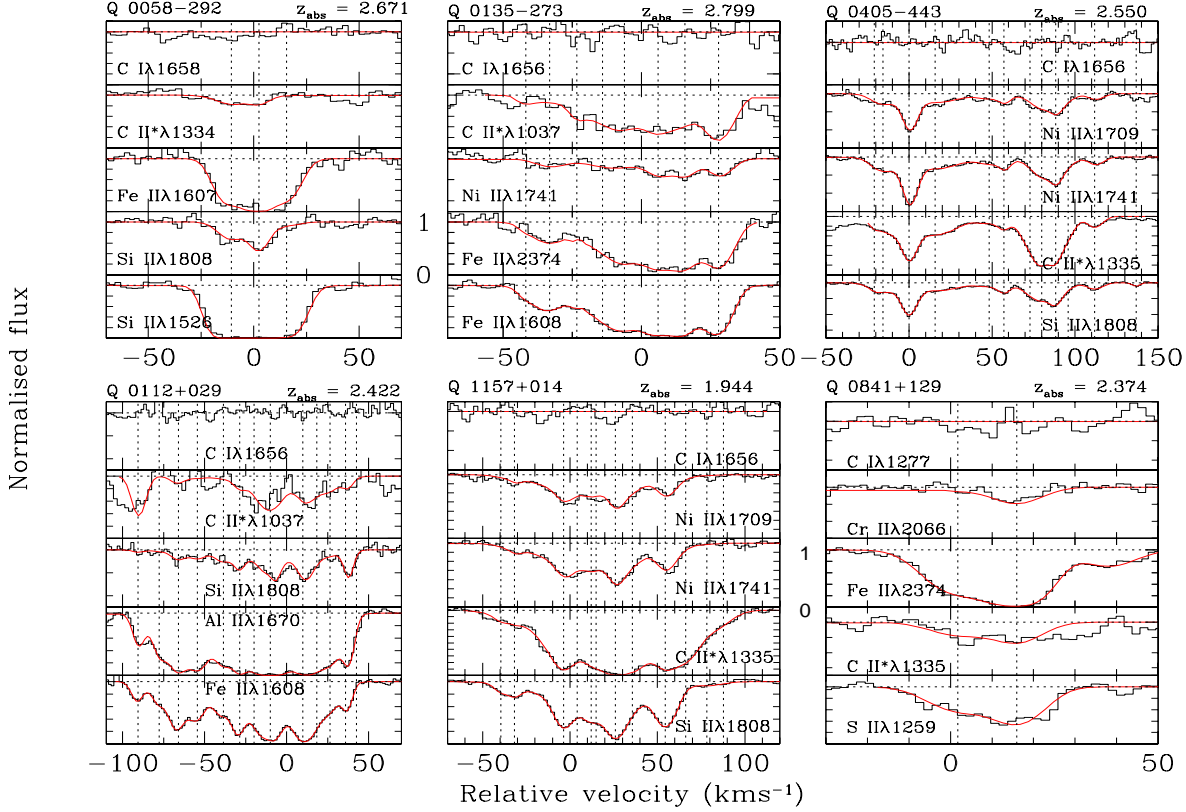 Q 0058−292 z_abs = 2.671
C Iλ1658
C II*λ1334
Fe IIλ1607
Si IIλ1808
Si IIλ1526
−50 0 50
Q 0135−273 z_abs = 2.799
C Iλ1656
C II*λ1037
Ni IIλ1741
1
Fe IIλ2374
0
Fe IIλ1608
−50 0 50
Q 0405−443 z_abs = 2.550
C Iλ1656
Ni IIλ1709
Ni IIλ1741
C II*λ1335
Si IIλ1808
−50 0 50 100 150
Normalised flux
Q 0112+029 z_abs = 2.422
C Iλ1656
C II*λ1037
Si IIλ1808
Al IIλ1670
Fe IIλ1608
−100 −50 0 50
Q 1157+014 z_abs = 1.944
C Iλ1656
Ni IIλ1709
Ni IIλ1741
C II*λ1335
Si IIλ1808
−50 0 50 100
Q 0841+129 z_abs = 2.374
C Iλ1277
Cr IIλ2066
1
Fe IIλ2374
0
C II*λ1335
S IIλ1259
0 50
Relative velocity (kms⁻¹)